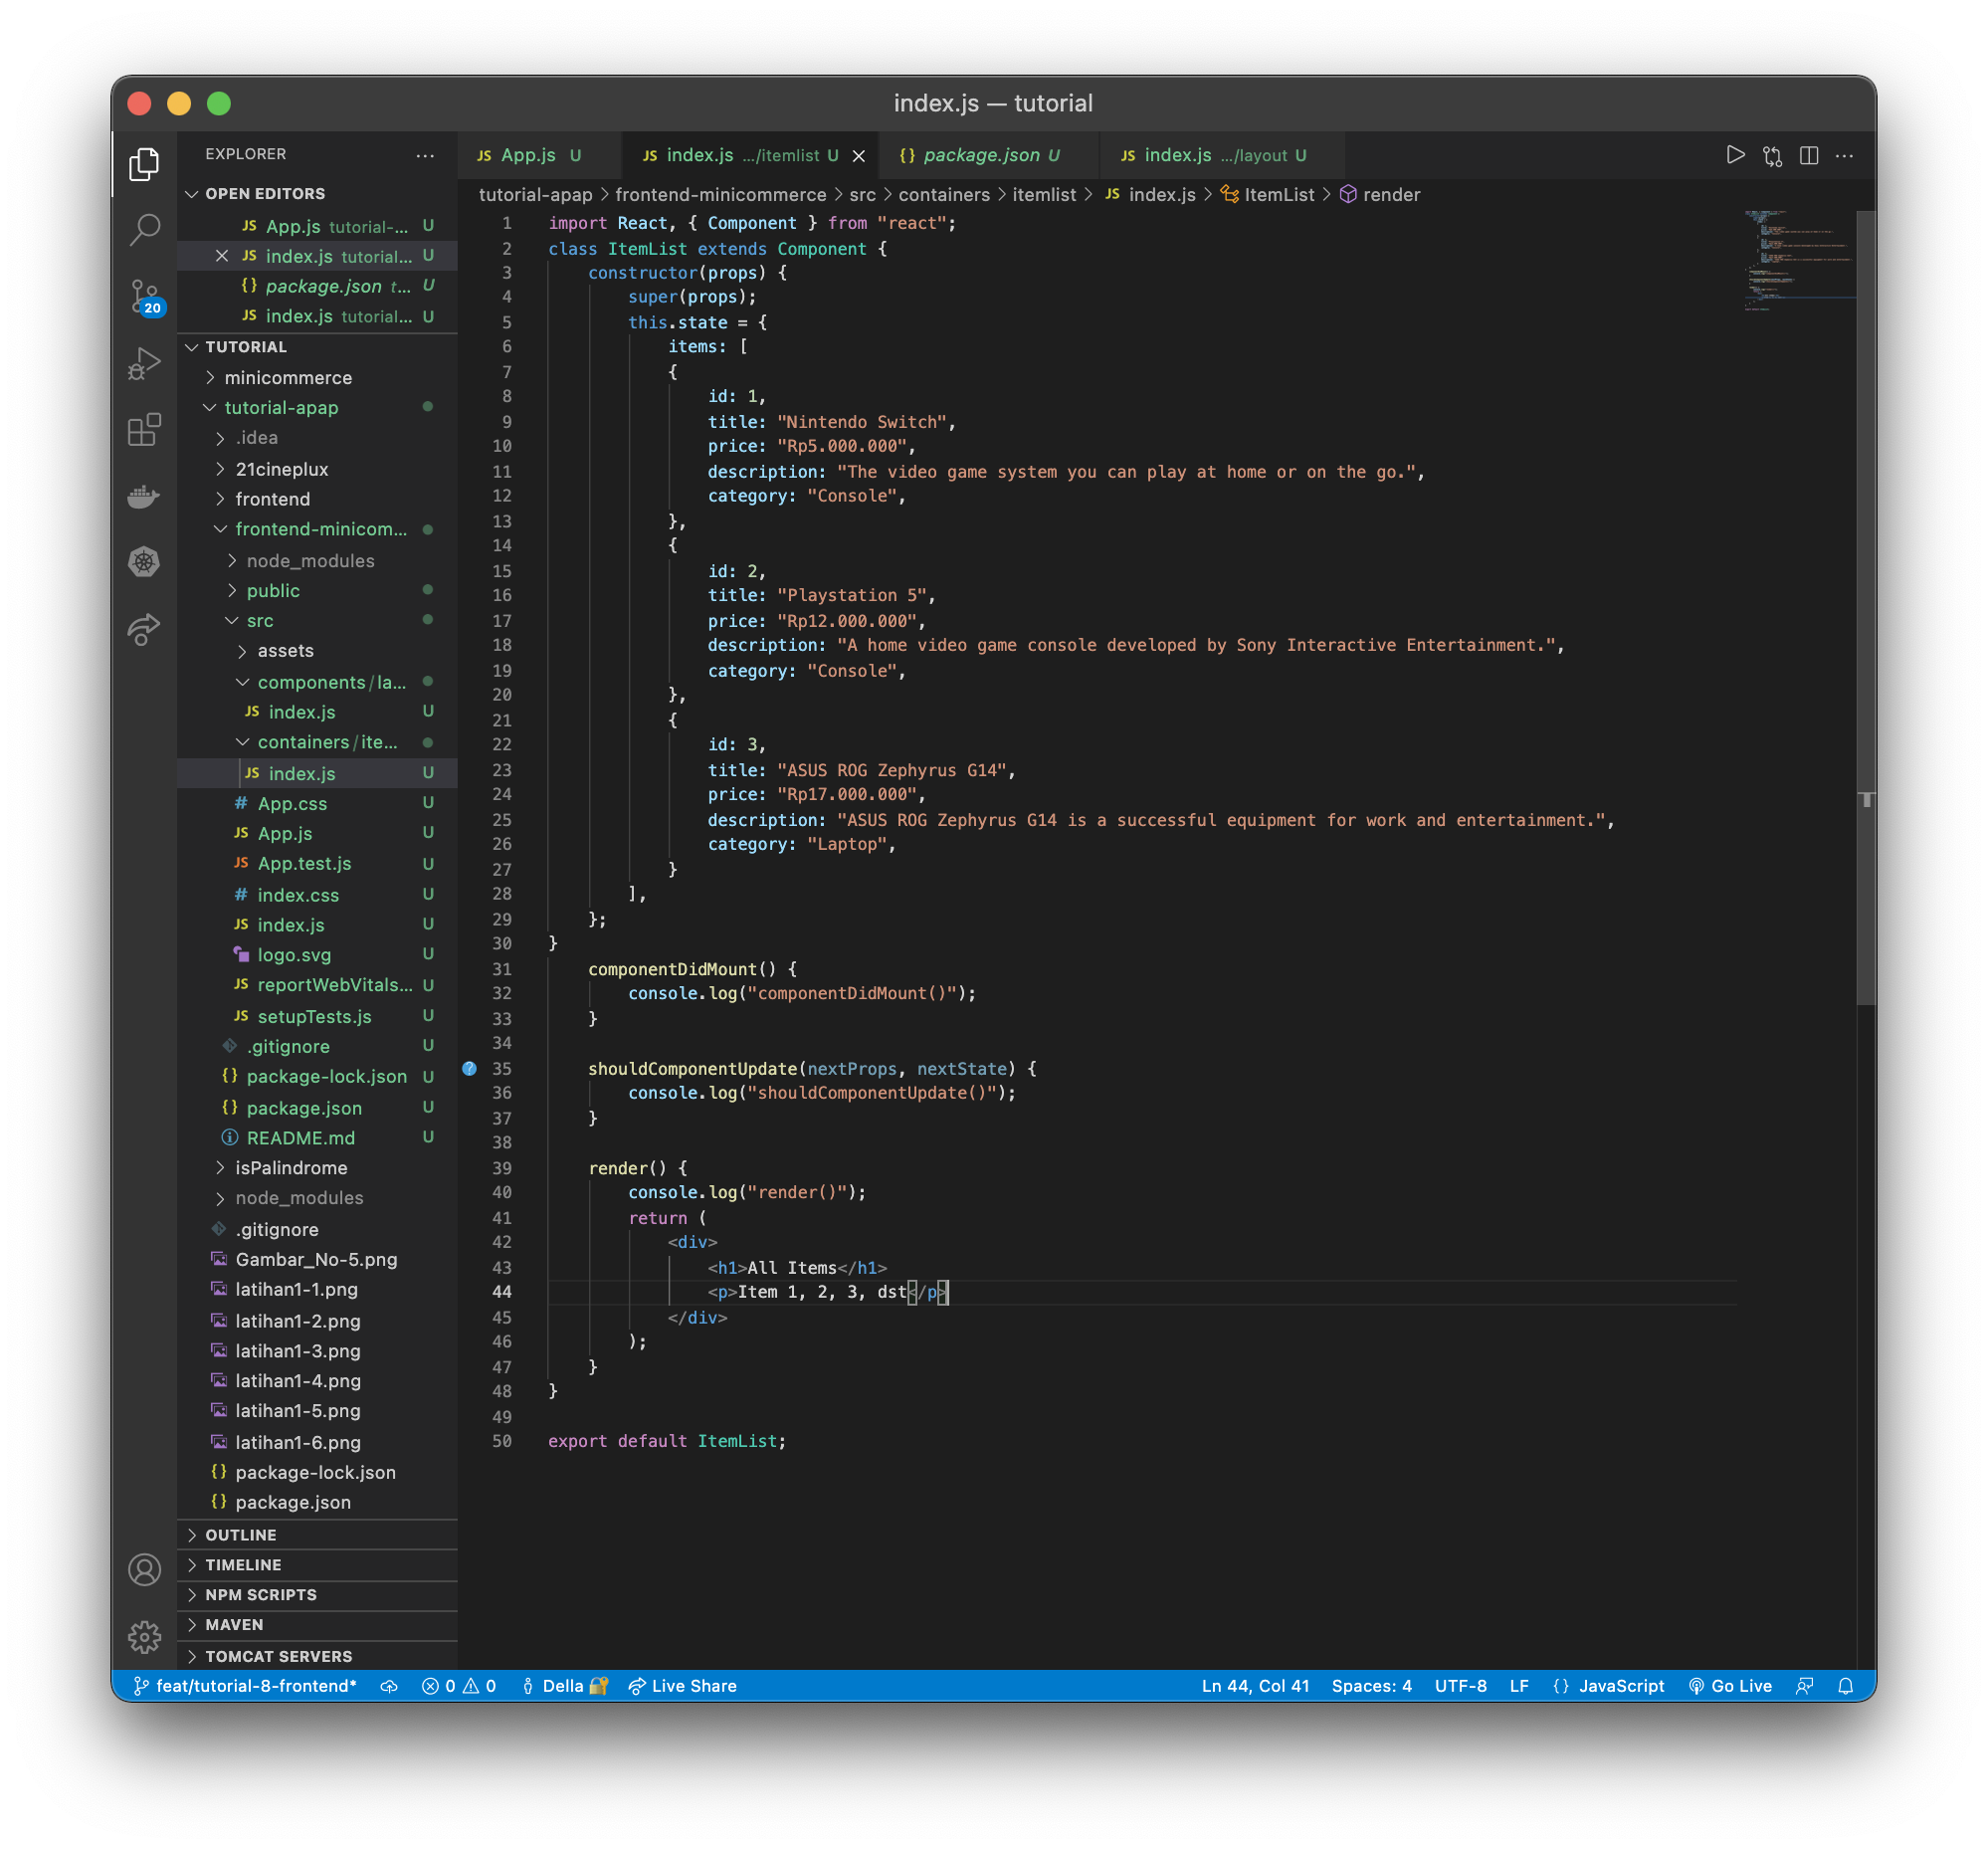 index.js — tutorial
EXPLORER
OPEN EDITORS
JS App.js tutorial-... U
JS index.js tutorial... U
{} package.json t... U
JS index.js tutorial... U
TUTORIAL
minicommerce
tutorial-apap
.idea
21cineplux
frontend
frontend-minicom...
node_modules
public
src
assets
components/la...
JS index.js U
containers/ite...
JS index.js U
# App.css U
JS App.js U
JS App.test.js U
# index.css U
JS index.js U
logo.svg U
JS reportWebVitals... U
JS setupTests.js U
.gitignore U
{} package-lock.json U
{} package.json U
README.md U
isPalindrome
node_modules
.gitignore
Gambar_No-5.png
latihan1-1.png
latihan1-2.png
latihan1-3.png
latihan1-4.png
latihan1-5.png
latihan1-6.png
{} package-lock.json
{} package.json
OUTLINE
TIMELINE
NPM SCRIPTS
MAVEN
TOMCAT SERVERS
20
JS App.js U JS index.js .../itemlist U {} package.json U JS index.js .../layout U
tutorial-apap > frontend-minicommerce > src > containers > itemlist > JS index.js > ItemList > render
1 import React, { Component } from "react";
2 class ItemList extends Component {
3 constructor(props) {
4 super(props);
5 this.state = {
6 items: [
7 {
8 id: 1,
9 title: "Nintendo Switch",
10 price: "Rp5.000.000",
11 description: "The video game system you can play at home or on the go.",
12 category: "Console",
13 },
14 {
15 id: 2,
16 title: "Playstation 5",
17 price: "Rp12.000.000",
18 description: "A home video game console developed by Sony Interactive Entertainment.",
19 category: "Console",
20 },
21 {
22 id: 3,
23 title: "ASUS ROG Zephyrus G14",
24 price: "Rp17.000.000",
25 description: "ASUS ROG Zephyrus G14 is a successful equipment for work and entertainment.",
26 category: "Laptop",
27 }
28 ],
29 };
30 }
31 componentDidMount() {
32 console.log("componentDidMount()");
33 }
34
35 shouldComponentUpdate(nextProps, nextState) {
36 console.log("shouldComponentUpdate()");
37 }
38
39 render() {
40 console.log("render()");
41 return (
42 <div>
43 <h1>All Items</h1>
44 <p>Item 1, 2, 3, dst</p>
45 </div>
46 );
47 }
48 }
49
50 export default ItemList;
feat/tutorial-8-frontend* 0 0 Della Live Share Ln 44, Col 41 Spaces: 4 UTF-8 LF {} JavaScript Go Live